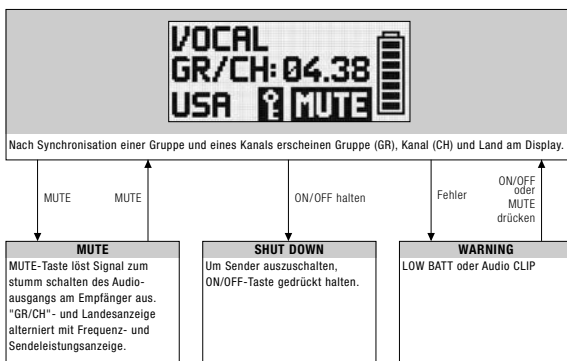 VOCAL
GR/CH: 04.38
USA MUTE
Nach Synchronisation einer Gruppe und eines Kanals erscheinen Gruppe (GR), Kanal (CH) und Land am Display.
MUTE
MUTE
ON/OFF halten
Fehler
ON/OFF
oder
MUTE
drücken
MUTE
MUTE-Taste löst Signal zum
stumm schalten des Audio-
ausgangs am Empfänger aus.
"GR/CH"- und Landesanzeige
alterniert mit Frequenz- und
Sendeleistungsanzeige.
SHUT DOWN
Um Sender auszuschalten,
ON/OFF-Taste gedrückt halten.
WARNING
LOW BATT oder Audio CLIP